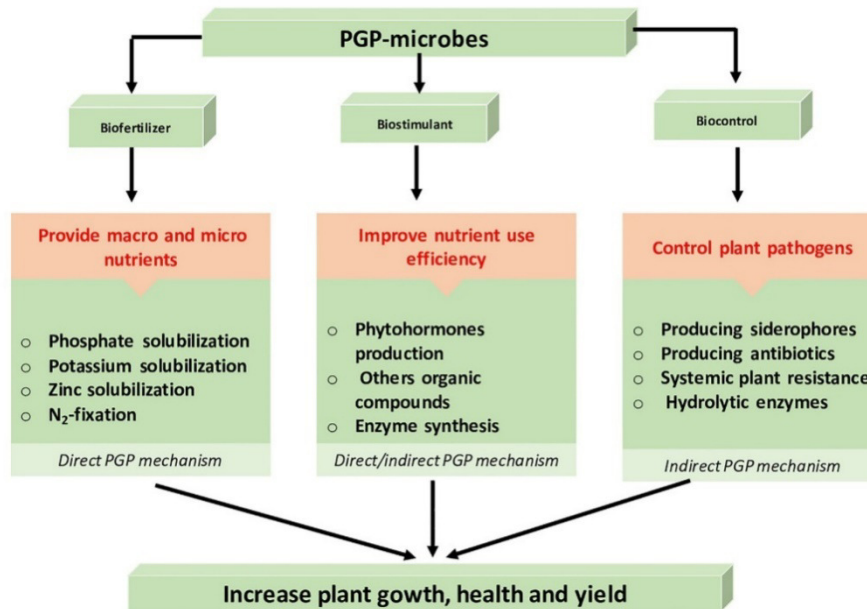 PGP-microbes
Biofertilizer
Biostimulant
Biocontrol
Provide macro and micro
nutrients
o Phosphate solubilization
o Potassium solubilization
o Zinc solubilization
o N₂-fixation
Direct PGP mechanism
Improve nutrient use
efficiency
o Phytohormones
production
o Others organic
compounds
o Enzyme synthesis
Direct/indirect PGP mechanism
Control plant pathogens
o Producing siderophores
o Producing antibiotics
o Systemic plant resistance
o Hydrolytic enzymes
Indirect PGP mechanism
Increase plant gowth, health and yield